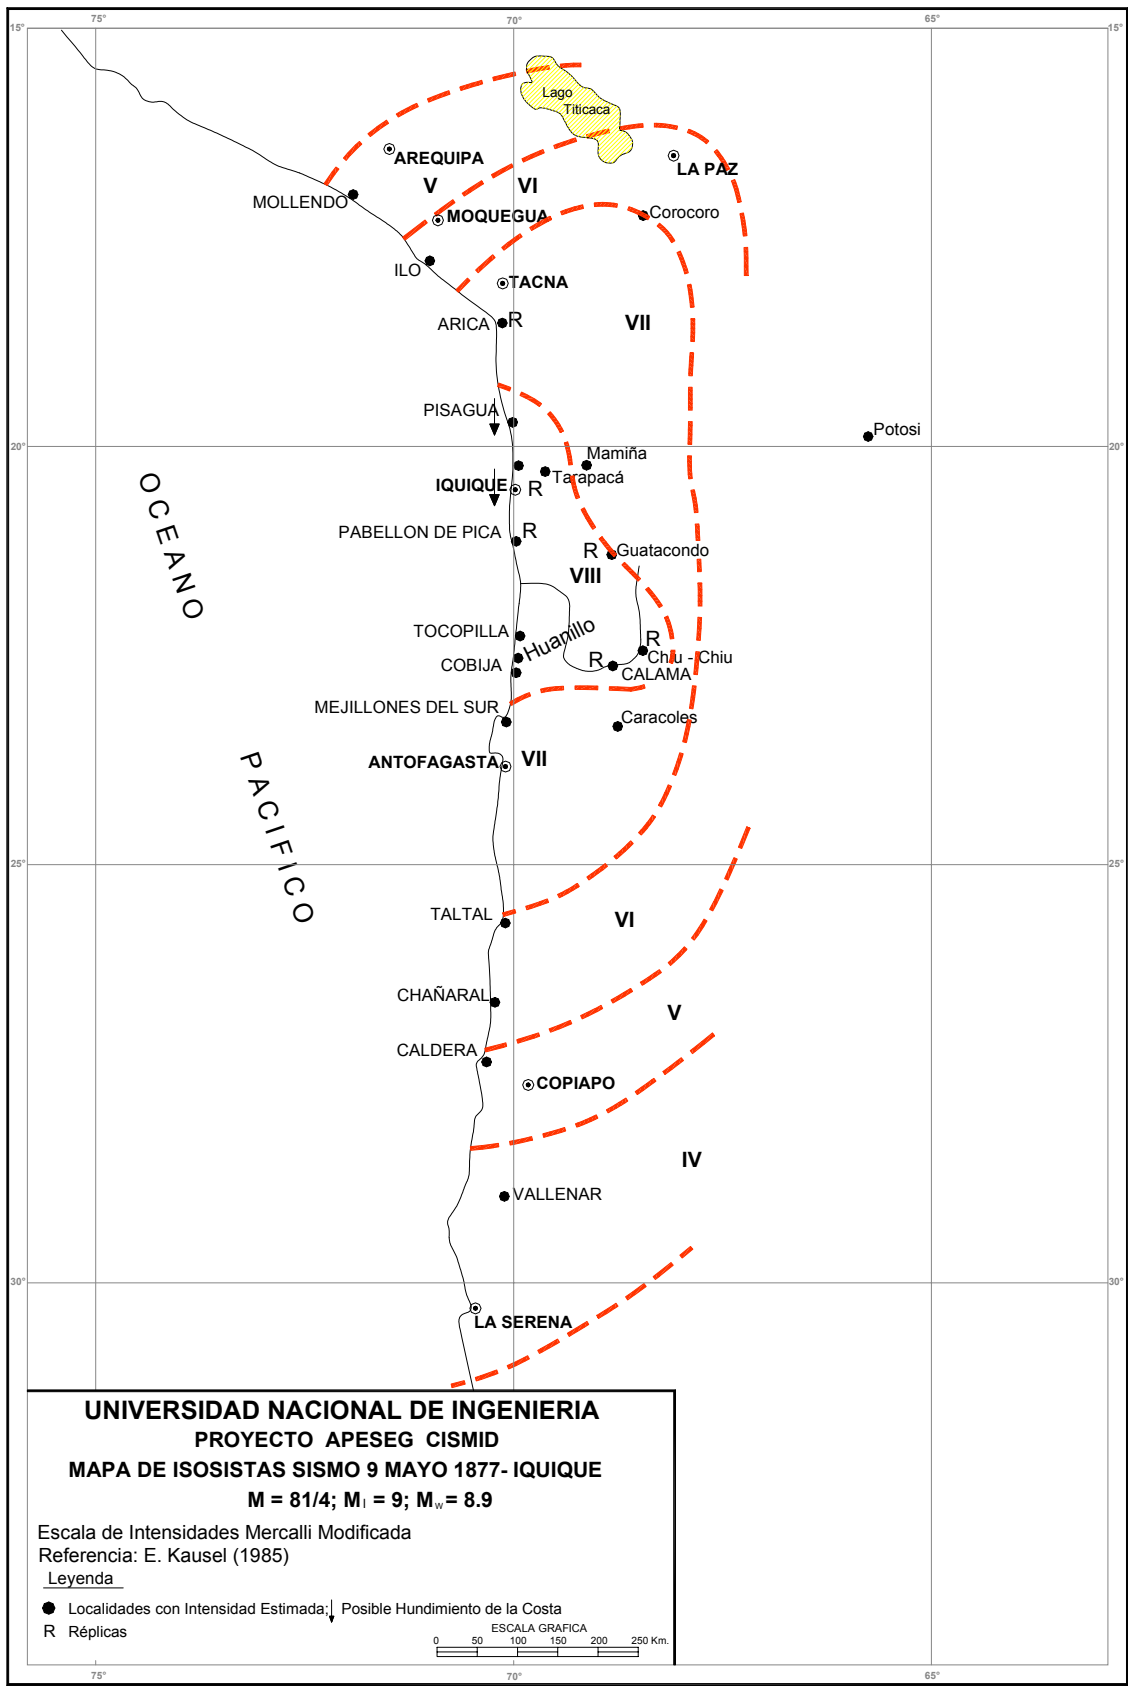 75°
70°
65°
15°
15°
Lago
Titicaca
AREQUIPA
LA PAZ
V
VI
MOLLENDO
MOQUEGUA
Corocoro
ILO
TACNA
ARICA
R
VII
PISAGUA
Potosi
20°
20°
Mamiña
Tarapacá
IQUIQUE
R
OCEANO
PABELLON DE PICA
R
R
Guatacondo
VIII
TOCOPILLA
Huanillo
R
COBIJA
R
Chiu - Chiu
CALAMA
MEJILLONES DEL SUR
Caracoles
PACIFICO
ANTOFAGASTA
VII
25°
25°
TALTAL
VI
CHAÑARAL
V
CALDERA
COPIAPO
IV
VALLENAR
30°
30°
LA SERENA
UNIVERSIDAD NACIONAL DE INGENIERIA
PROYECTO APESEG CISMID
MAPA DE ISOSISTAS SISMO 9 MAYO 1877- IQUIQUE
M = 81/4; Ml = 9; Mw = 8.9
Escala de Intensidades Mercalli Modificada
Referencia: E. Kausel (1985)
Leyenda
Localidades con Intensidad Estimada; Posible Hundimiento de la Costa
R Réplicas
ESCALA GRAFICA
0 50 100 150 200 250 Km.
75°
70°
65°